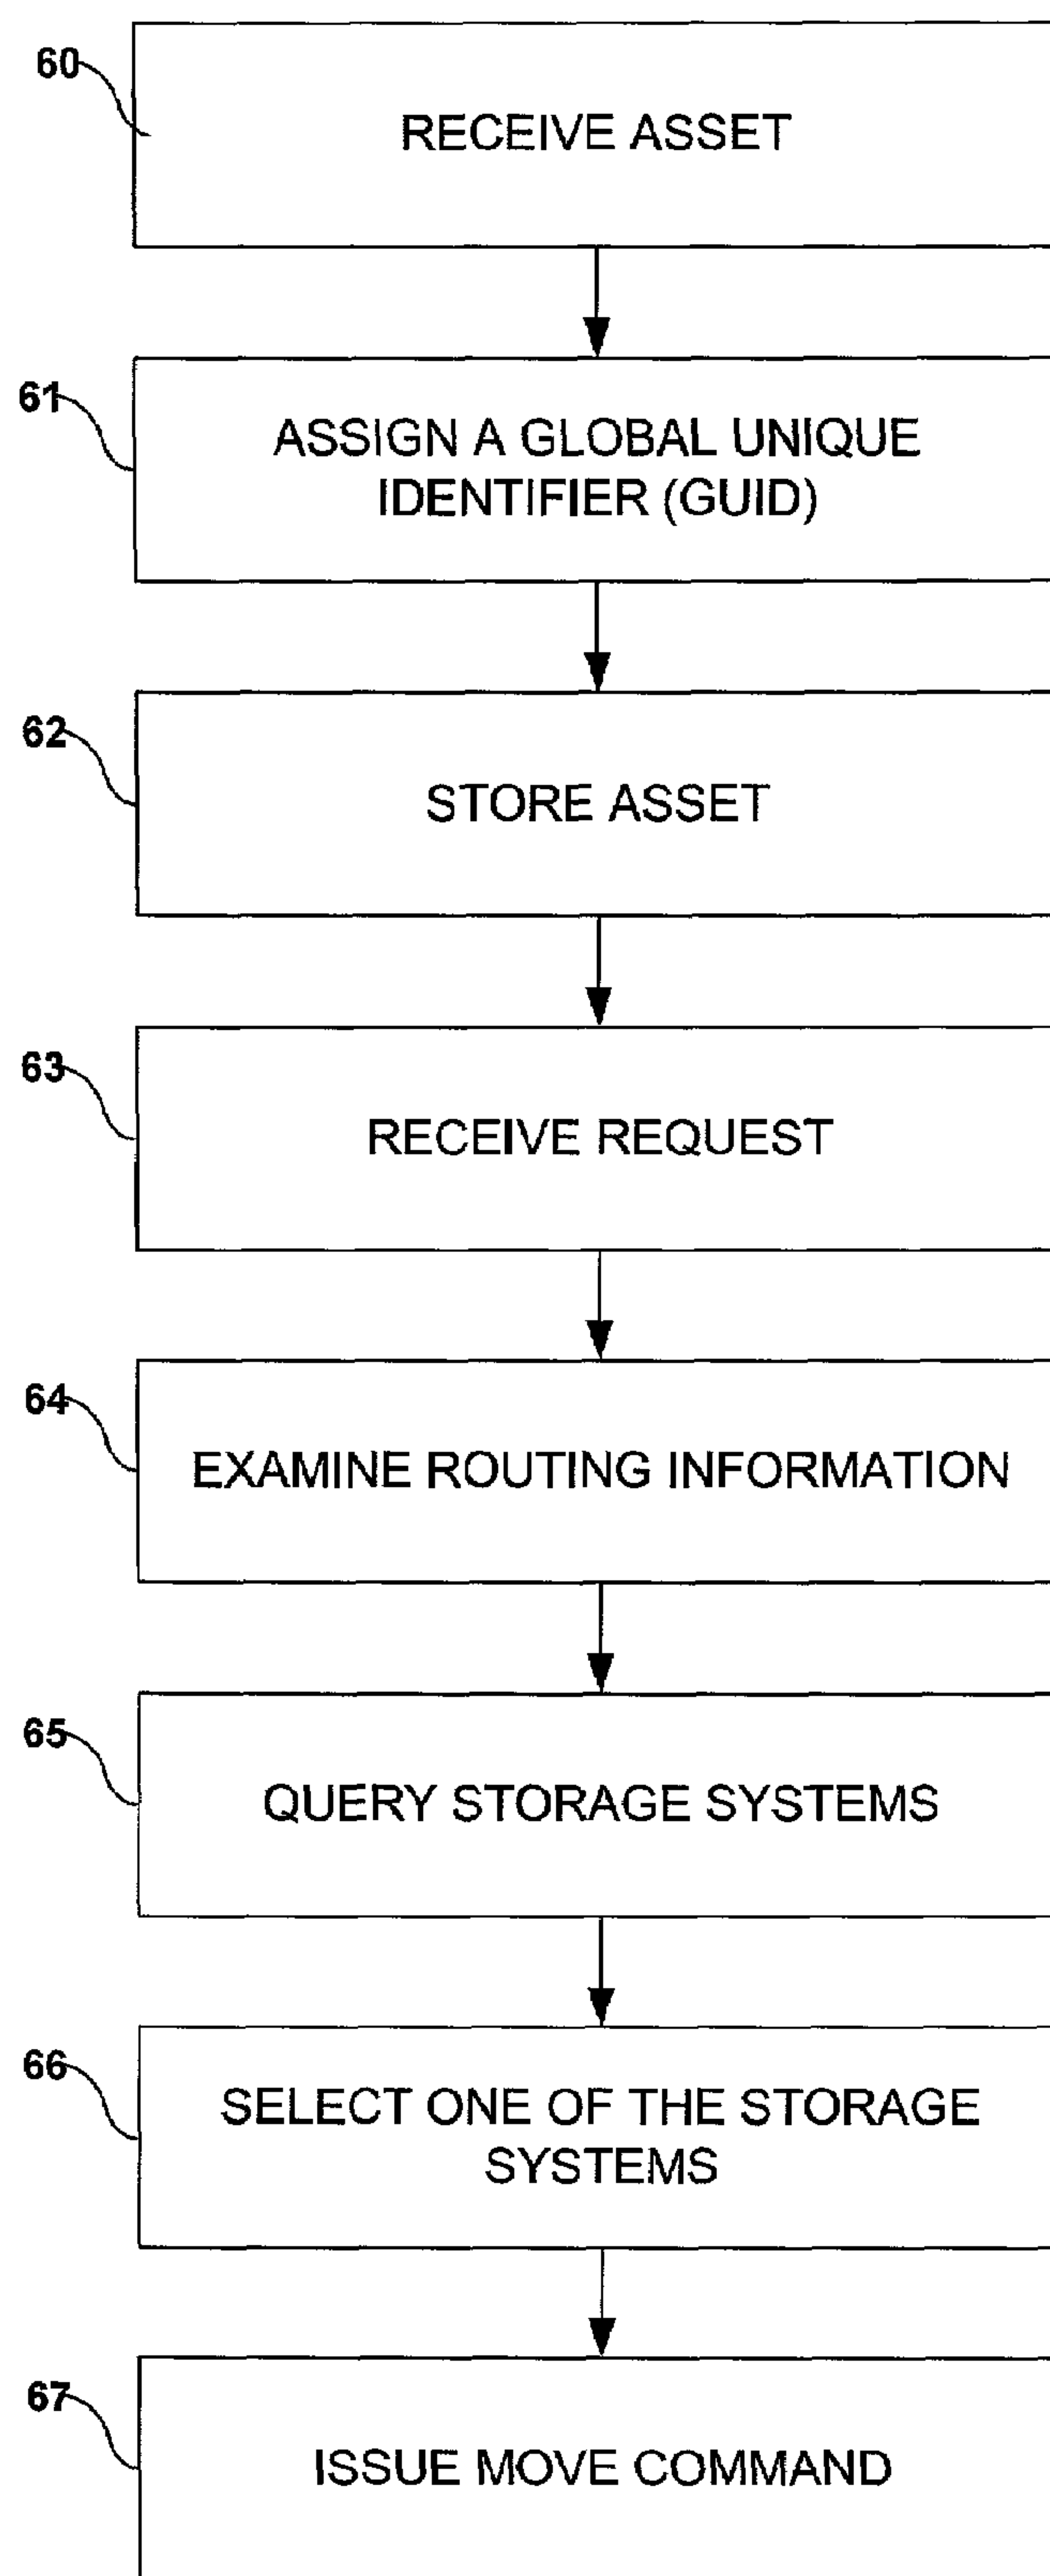 60
RECEIVE ASSET
61
ASSIGN A GLOBAL UNIQUE
IDENTIFIER (GUID)
62
STORE ASSET
63
RECEIVE REQUEST
64
EXAMINE ROUTING INFORMATION
65
QUERY STORAGE SYSTEMS
66
SELECT ONE OF THE STORAGE
SYSTEMS
67
ISSUE MOVE COMMAND